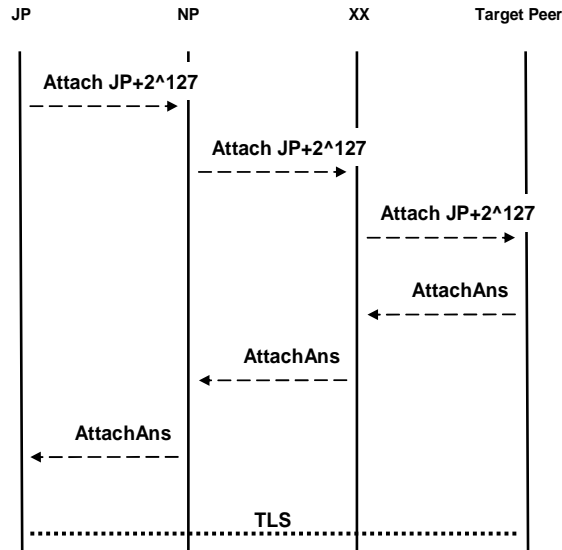 JP NP XX Target Peer
Attach JP+2^127
Attach JP+2^127
Attach JP+2^127
AttachAns
AttachAns
AttachAns
TLS